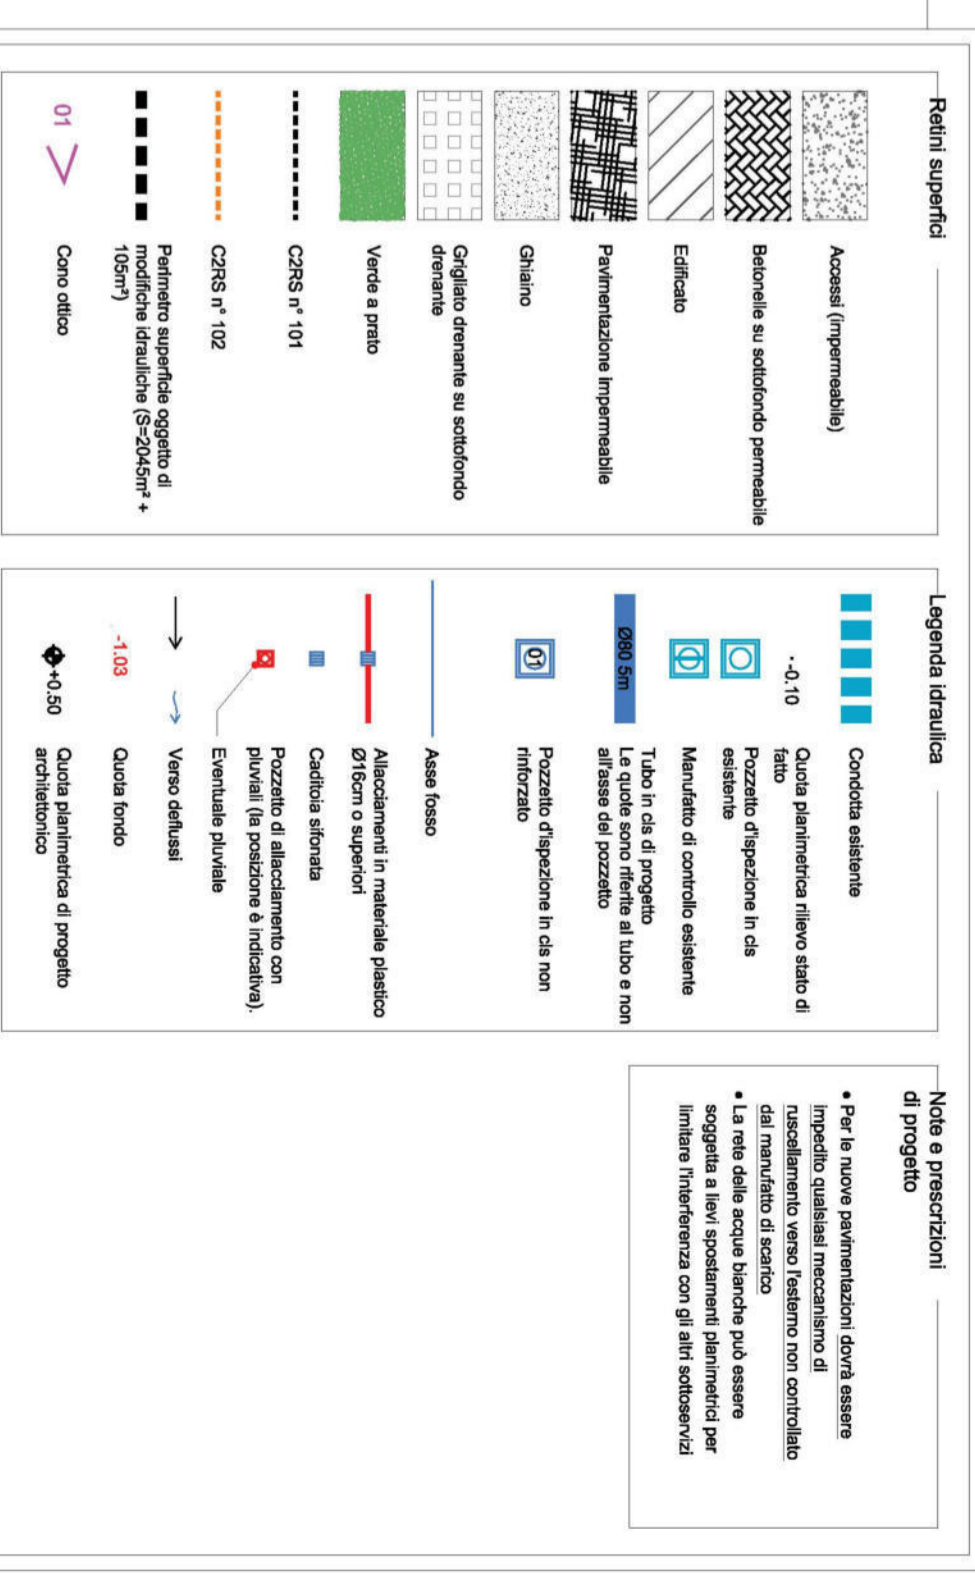 Retini superfici
Accessi (impermeabile)
Betonelle su sottofondo permeabile
Edificato
Pavimentazione impermeabile
Ghiaino
Grigliato drenante su sottofondo
drenante
Verde a prato
C2RS n° 101
C2RS n° 102
Perimetro superficie oggetto di
modifiche idrauliche (S=2045m² +
105m²)
01
Cono ottico
Legenda idraulica
Condotta esistente
-0.10
Quota planimetrica rilievo stato di
fatto
Pozzetto d'ispezione in cls
esistente
Manufatto di controllo esistente
Ø80 5m
Tubo in cls di progetto
Le quote sono riferite al tubo e non
all'asse del pozzetto
01
Pozzetto d'ispezione in cls non
rinforzato
Asse fosso
Allacciamenti in materiale plastico
Ø16cm o superiori
Caditoia sifonata
Pozzetto di allacciamento con
pluviali (la posizione è indicativa).
Eventuale pluviale
Verso deflussi
-1.03
Quota fondo
+0.50
Quota planimetrica di progetto
architettonico
Note e prescrizioni
di progetto
• Per le nuove pavimentazioni dovrà essere
impedito qualsiasi meccanismo di
ruscellamento verso l'esterno non controllato
dal manufatto di scarico
• La rete delle acque bianche può essere
soggetta a lievi spostamenti planimetrici per
limitare l'interferenza con gli altri sottoservizi